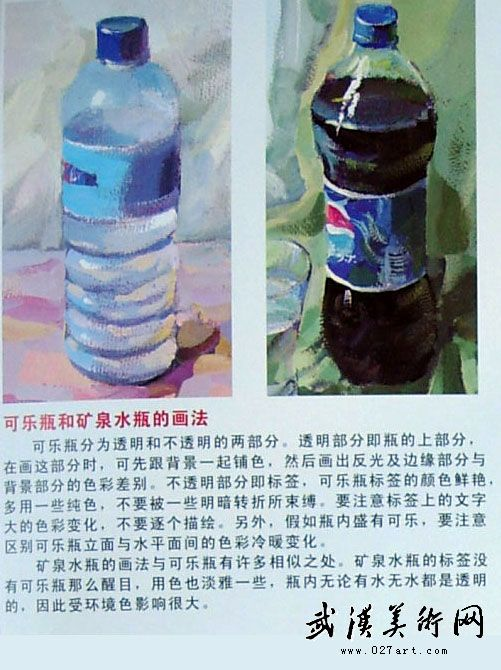 可乐瓶和矿泉水瓶的画法
可乐瓶分为透明和不透明的两部分。透明部分即瓶的上部分，
在画这部分时，可先跟背景一起铺色，然后画出反光及边缘部分与
背景部分的色彩差别。不透明部分即标签，可乐瓶标签的颜色鲜艳，
多用一些纯色，不要被一些明暗转折所束缚。要注意标签上的文字
大的色彩变化，不要逐个描绘。另外，假如瓶内盛有可乐，要注意
区别可乐瓶立面与水平面间的色彩冷暖变化。
矿泉水瓶的画法与可乐瓶有许多相似之处。矿泉水瓶的标签没
有可乐瓶那么醒目，用色也淡雅一些，瓶内无论有水无水都是透明
的，因此受环境色影响很大。
武漢美術网
www.027art.com